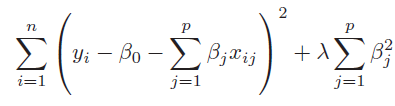 $$\sum_{i=1}^{n} \left( y_i - \beta_0 - \sum_{j=1}^{p} \beta_j x_{ij} \right)^2 + \lambda \sum_{j=1}^{p} \beta_j^2$$